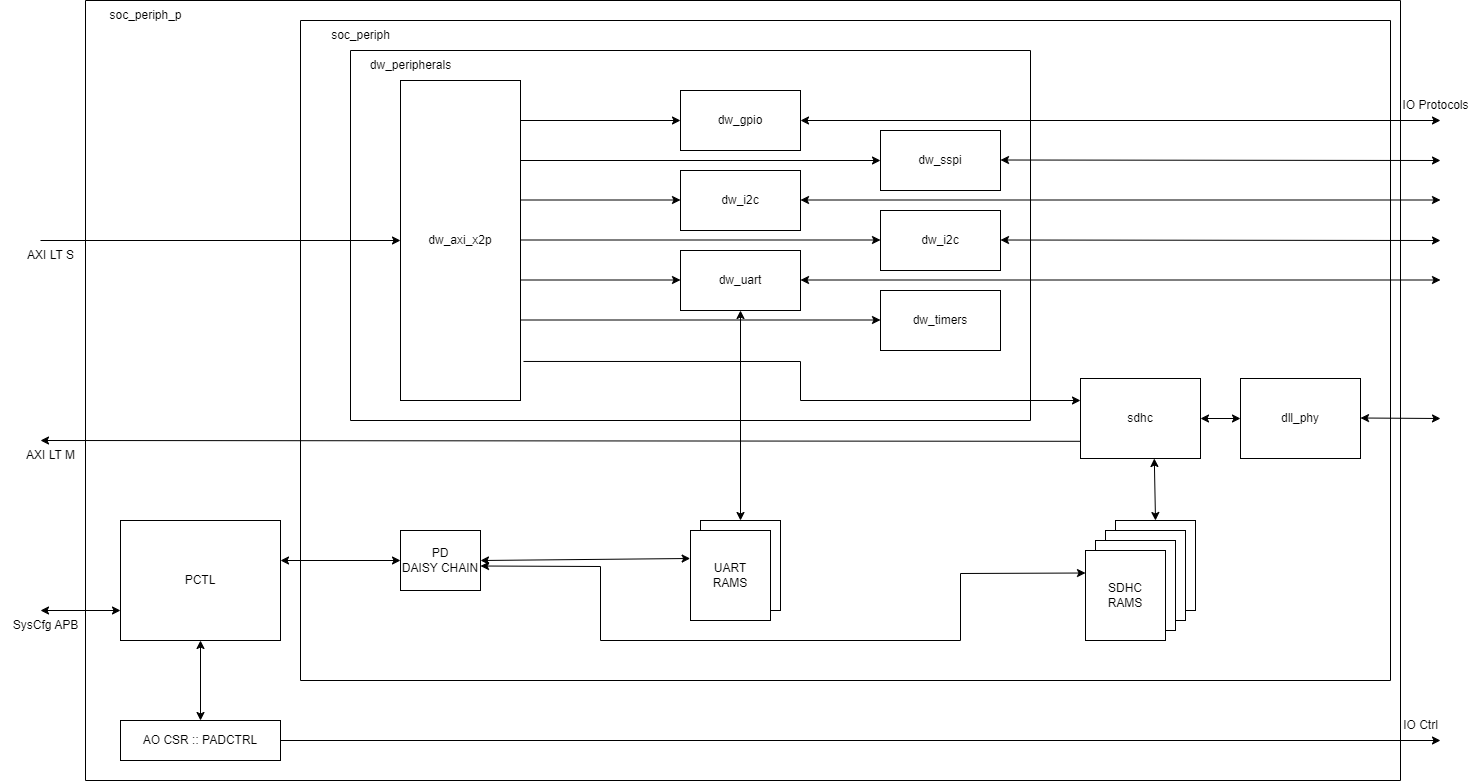 soc_periph_p
soc_periph
dw_peripherals
IO Protocols
dw_gpio
dw_sspi
dw_i2c
AXI LT S
dw_axi_x2p
dw_i2c
dw_uart
dw_timers
sdhc
dll_phy
AXI LT M
PCTL
PD
DAISY CHAIN
UART
RAMS
SDHC
RAMS
SysCfg APB
AO CSR :: PADCTRL
IO Ctrl